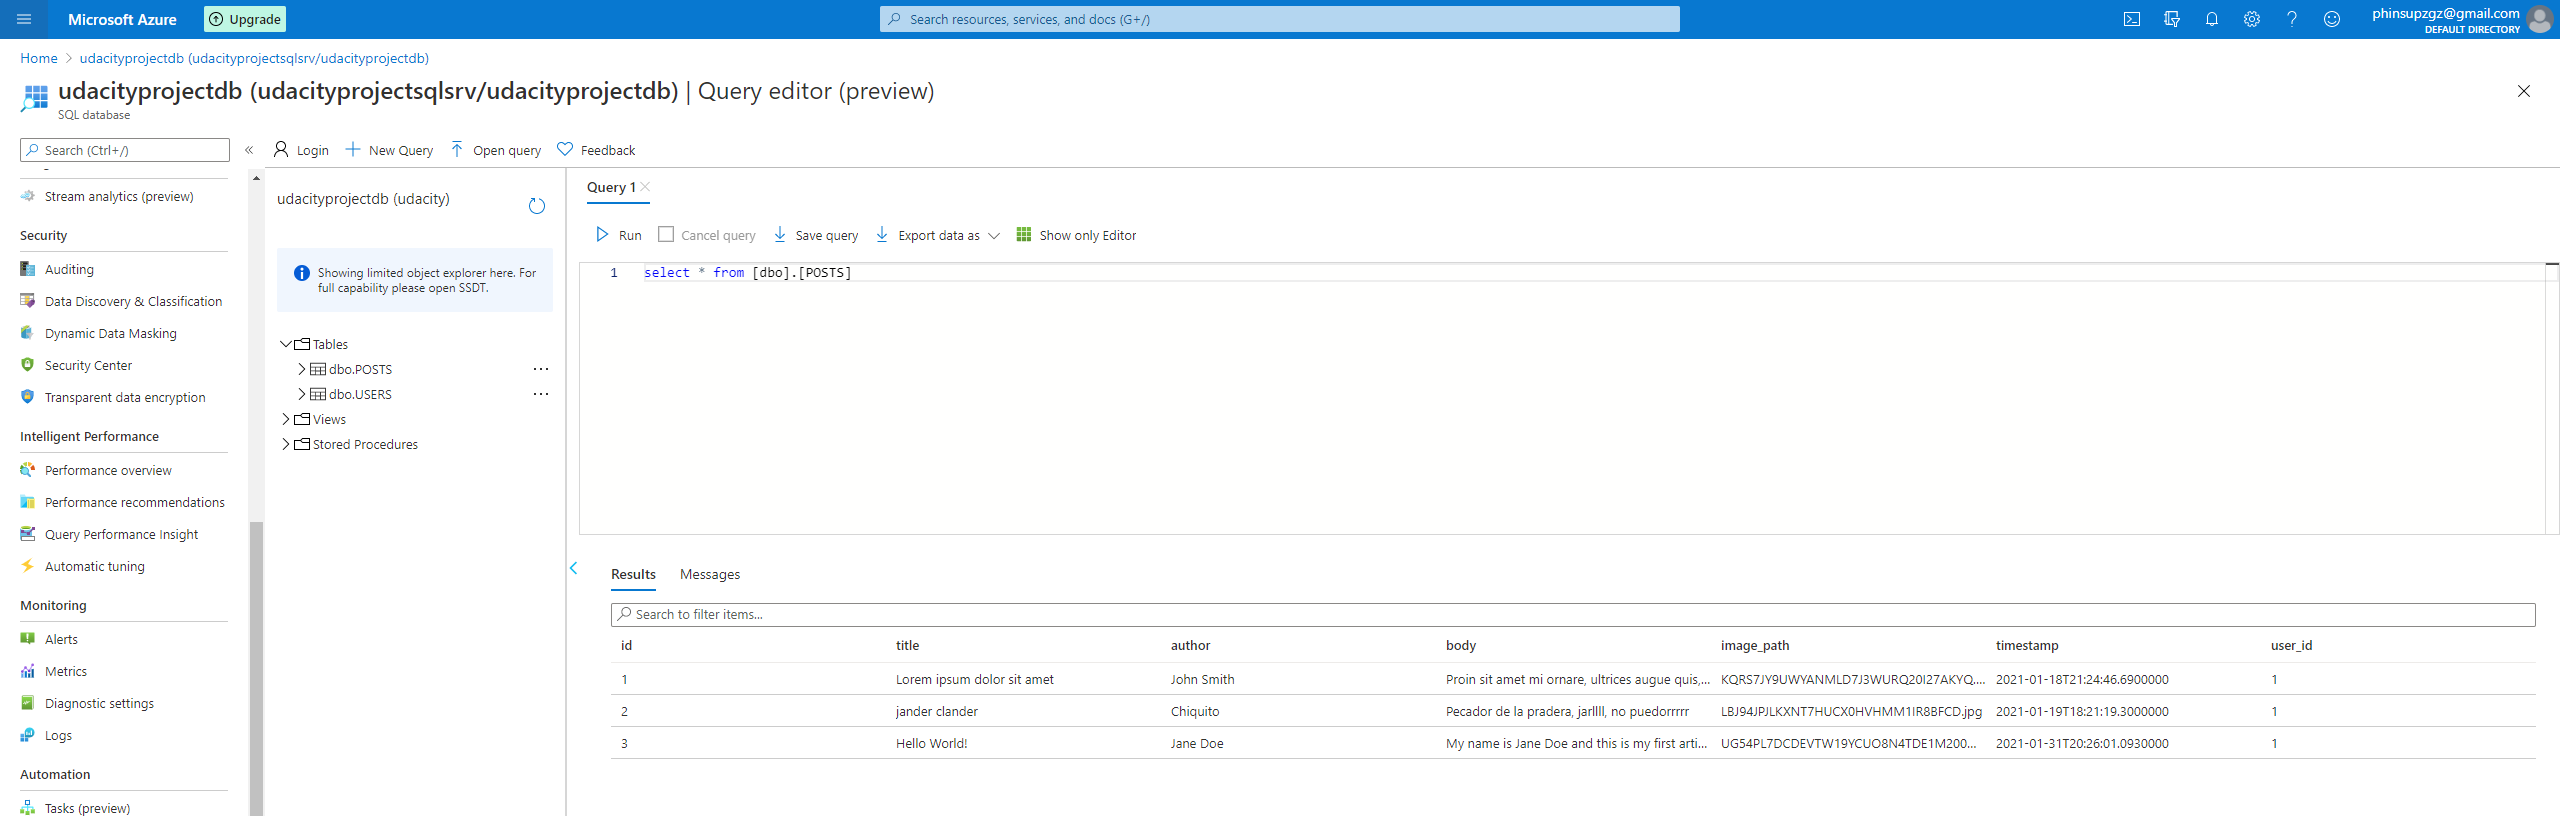 Microsoft Azure
Upgrade
Search resources, services, and docs (G+/)
phinsupzgz@gmail.com
DEFAULT DIRECTORY
Home > udacityprojectdb (udacityprojectsqlsrv/udacityprojectdb)
udacityprojectdb (udacityprojectsqlsrv/udacityprojectdb) | Query editor (preview)
SQL database
Search (Ctrl+/)
«
Login
New Query
Open query
Feedback
Stream analytics (preview)
Security
Auditing
Data Discovery & Classification
Dynamic Data Masking
Security Center
Transparent data encryption
Intelligent Performance
Performance overview
Performance recommendations
Query Performance Insight
Automatic tuning
Monitoring
Alerts
Metrics
Diagnostic settings
Logs
Automation
Tasks (preview)
udacityprojectdb (udacity)
Showing limited object explorer here. For
full capability please open SSDT.
Tables
dbo.POSTS ...
dbo.USERS ...
Views
Stored Procedures
Query 1
Run
Cancel query
Save query
Export data as
Show only Editor
1 select * from [dbo].[POSTS]
Results
Messages
Search to filter items...
id title author body image_path timestamp user_id
1 Lorem ipsum dolor sit amet John Smith Proin sit amet mi ornare, ultrices augue quis,... KQRS7JY9UWYANMLD7J3WURQ20I27AKYQ.... 2021-01-18T21:24:46.6900000 1
2 jander clander Chiquito Pecador de la pradera, jarllll, no puedorrrrr LBJ94JPJLKXNT7HUCX0HVHMM1IR8BFCD.jpg 2021-01-19T18:21:19.3000000 1
3 Hello World! Jane Doe My name is Jane Doe and this is my first arti... UG54PL7DCDEVTW19YCUO8N4TDE1M200... 2021-01-31T20:26:01.0930000 1